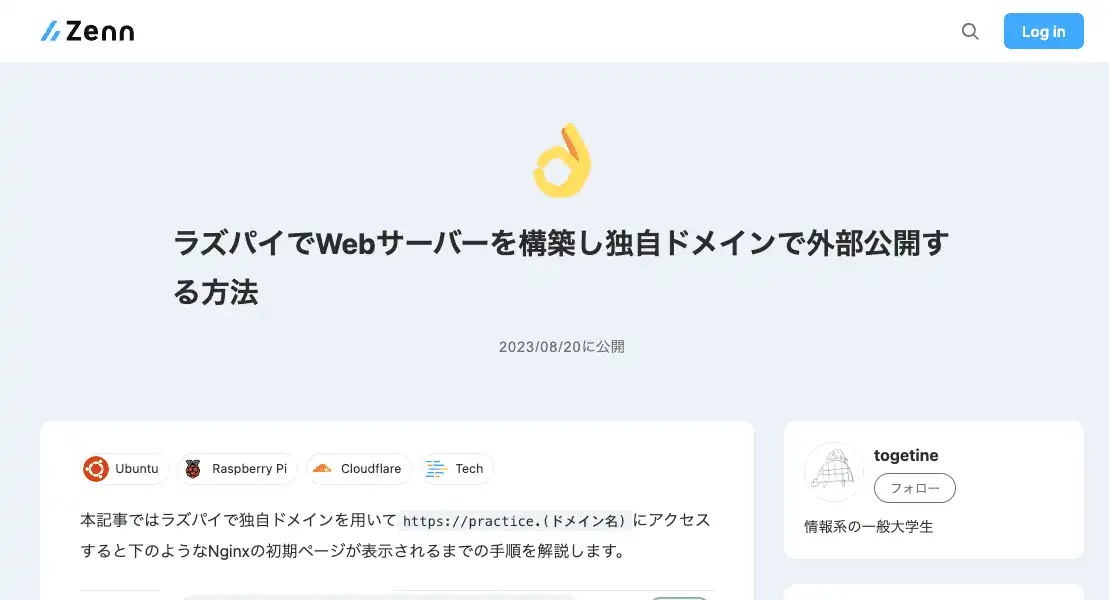 Zenn
Log in
ラズパイでWebサーバーを構築し独自ドメインで外部公開す
る方法
2023/08/20に公開
Ubuntu
Raspberry Pi
Cloudflare
Tech
本記事ではラズパイで独自ドメインを用いて https://practice.(ドメイン名) にアクセス
すると下のようなNginxの初期ページが表示されるまでの手順を解説します。
togetine
フォロー
情報系の一般大学生